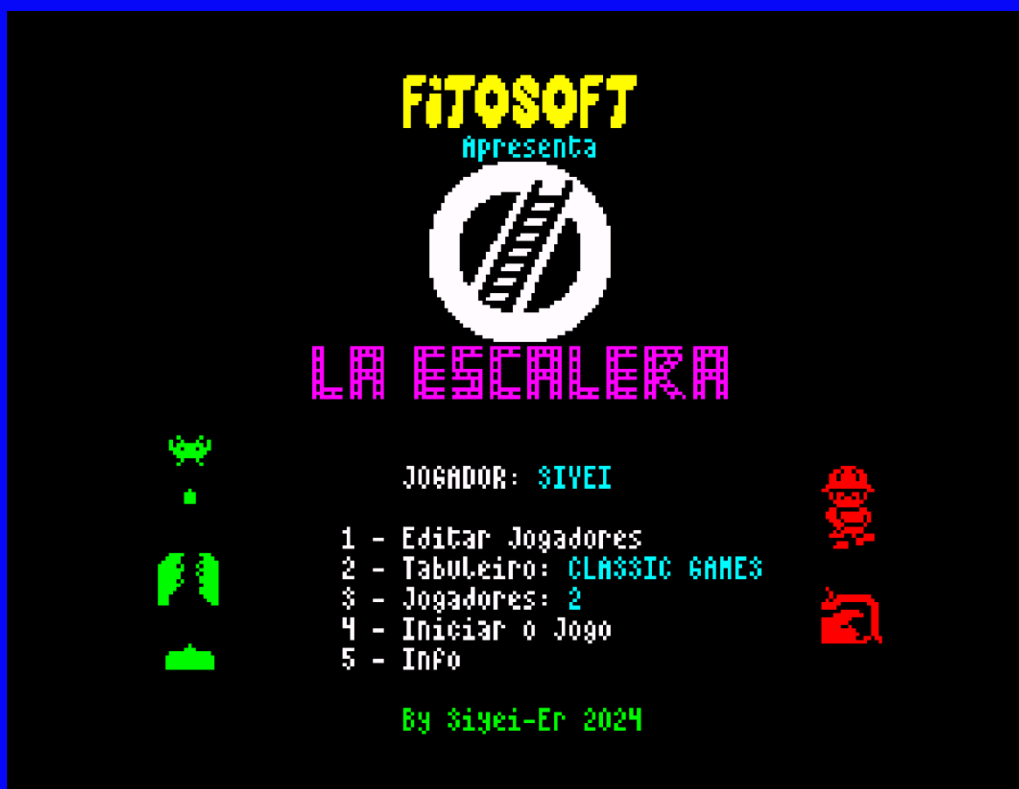 FiTOSOFT
Apresenta
LA ESCALERA
JOGADOR: SIYEI
1 - Editar Jogadores
2 - Tabuleiro: CLASSIC GAMES
3 - Jogadores: 2
4 - Iniciar o Jogo
5 - Info
By Siyei-Er 2024